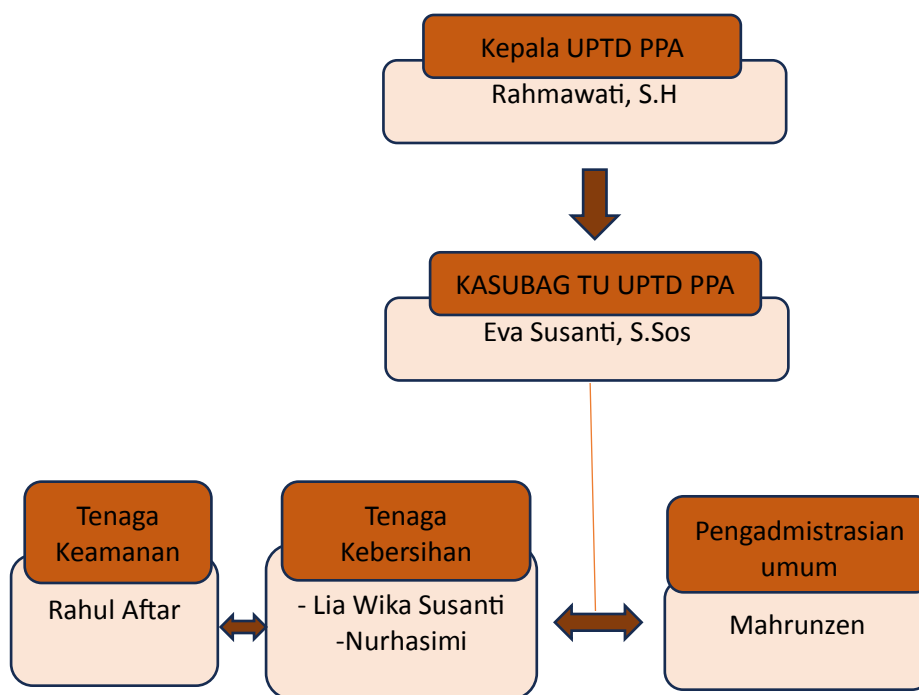 Kepala UPTD PPA
Rahmawati, S.H
KASUBAG TU UPTD PPA
Eva Susanti, S.Sos
Tenaga
Keamanan
Rahul Aftar
Tenaga
Kebersihan
- Lia Wika Susanti
-Nurhasimi
Pengadmistrasian
umum
Mahrunzen